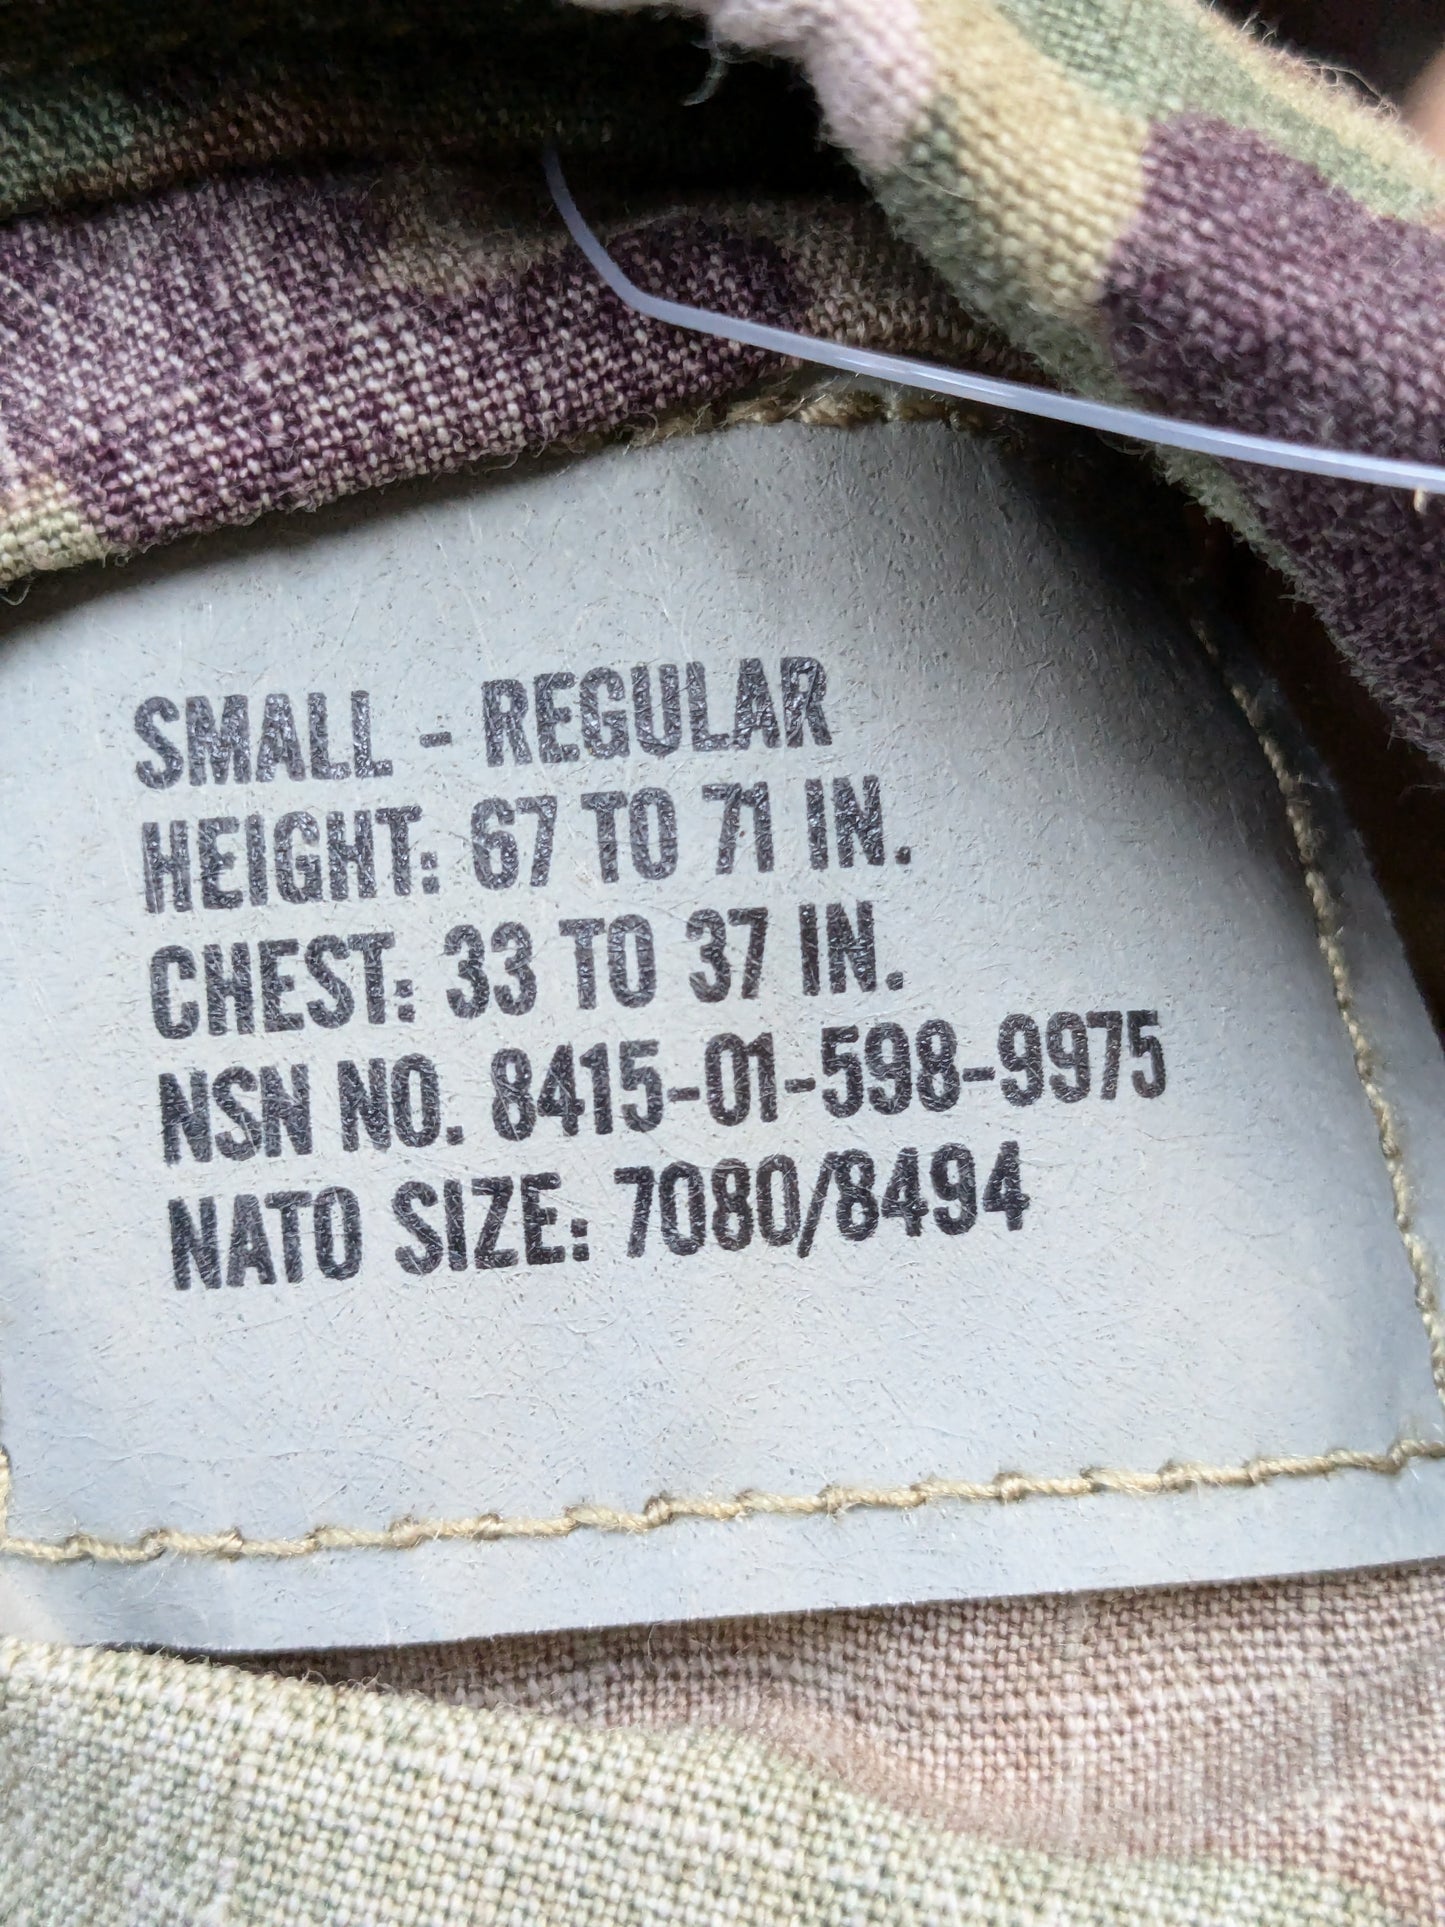 SMALL - REGULAR
HEIGHT: 67 TO 71 IN.
CHEST: 33 TO 37 IN.
NSN NO. 8415-01-598-9975
NATO SIZE: 7080/8494